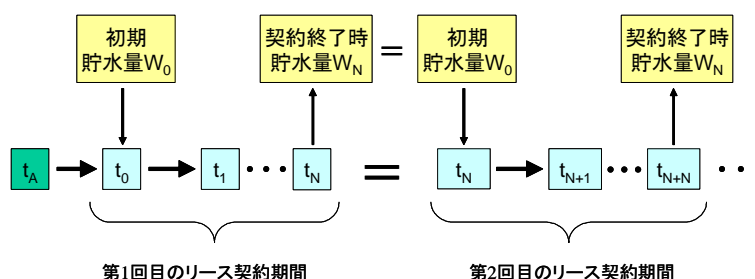 初期
貯水量W0
契約終了時
貯水量WN
=
初期
貯水量W0
契約終了時
貯水量WN
tA
t0
t1
・・・
tN
=
tN
tN+1
・・・
tN+N
・・
第1回目のリース契約期間
第2回目のリース契約期間